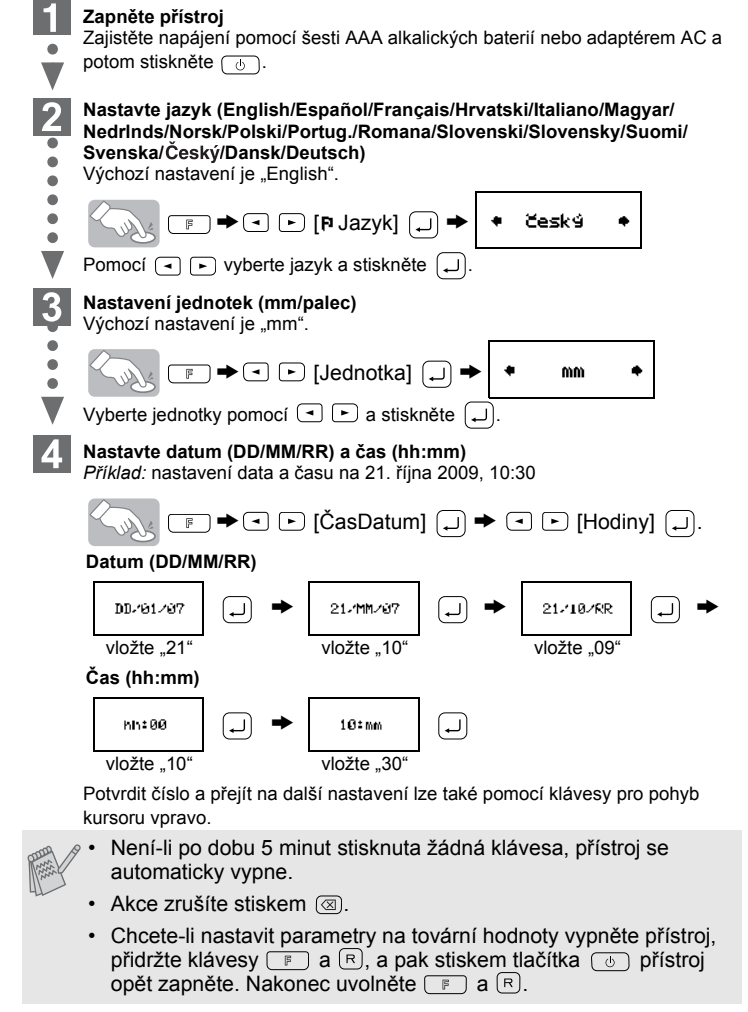 1
Zapněte přístroj
Zajistěte napájení pomocí šesti AAA alkalických baterií nebo adaptérem AC a
potom stiskněte .
2
Nastavte jazyk (English/Español/Français/Hrvatski/Italiano/Magyar/
Nedrlnds/Norsk/Polski/Portug./Romana/Slovenski/Slovensky/Suomi/
Svenska/Český/Dansk/Deutsch)
Výchozí nastavení je „English“.
F [ Jazyk] Český
Pomocí vyberte jazyk a stiskněte .
3
Nastavení jednotek (mm/palec)
Výchozí nastavení je „mm“.
F [Jednotka] mm
Vyberte jednotky pomocí a stiskněte .
4
Nastavte datum (DD/MM/RR) a čas (hh:mm)
Příklad: nastavení data a času na 21. října 2009, 10:30
F [ČasDatum] [Hodiny] .
Datum (DD/MM/RR)
DD/01/07 21/MM/07 21/10/RR
vložte „21“ vložte „10“ vložte „09“
Čas (hh:mm)
hh:00 10:mm
vložte „10“ vložte „30“
Potvrdit číslo a přejít na další nastavení lze také pomocí klávesy pro pohyb
kursoru vpravo.
• Není-li po dobu 5 minut stisknuta žádná klávesa, přístroj se
automaticky vypne.
• Akce zrušíte stiskem .
• Chcete-li nastavit parametry na tovární hodnoty vypněte přístroj,
přidržte klávesy F a R, a pak stiskem tlačítka přístroj
opět zapněte. Nakonec uvolněte F a R.